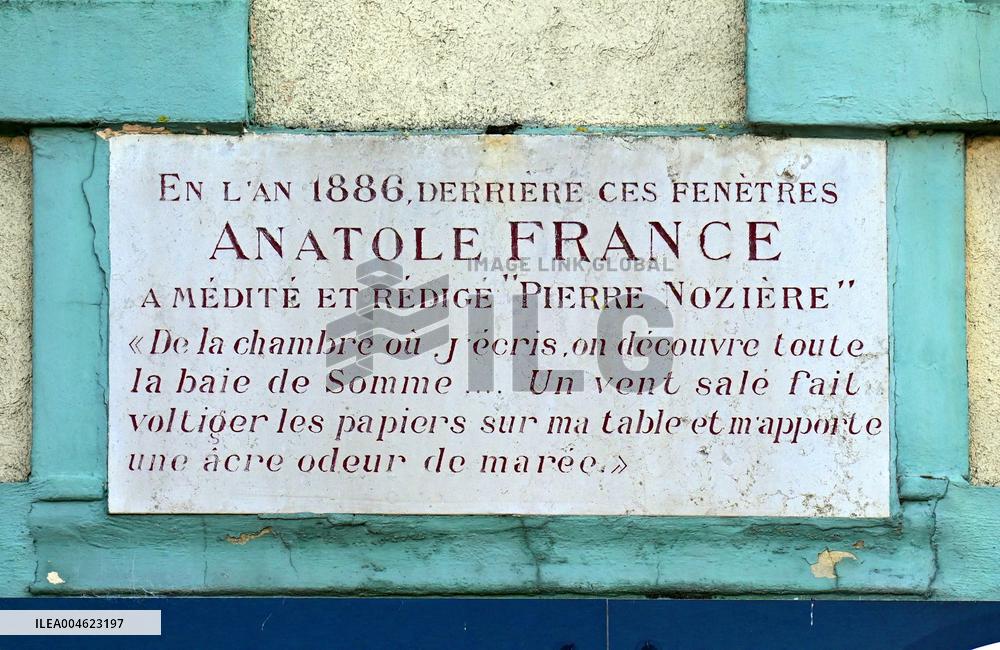 EN L'AN 1886, DERRIÈRE CES FENÊTRES
ANATOLE FRANCE
IMAGE LINK GLOBAL
A MÉDITÉ ET RÉDIGÉ "PIERRE NOZIÈRE"
ILG
«De la chambre où j'écris, on découvre toute
la baie de Somme .... Un vent salé fait
voltiger les papiers sur ma table et m'apporte
une âcre odeur de marée.»
ILEA004623197